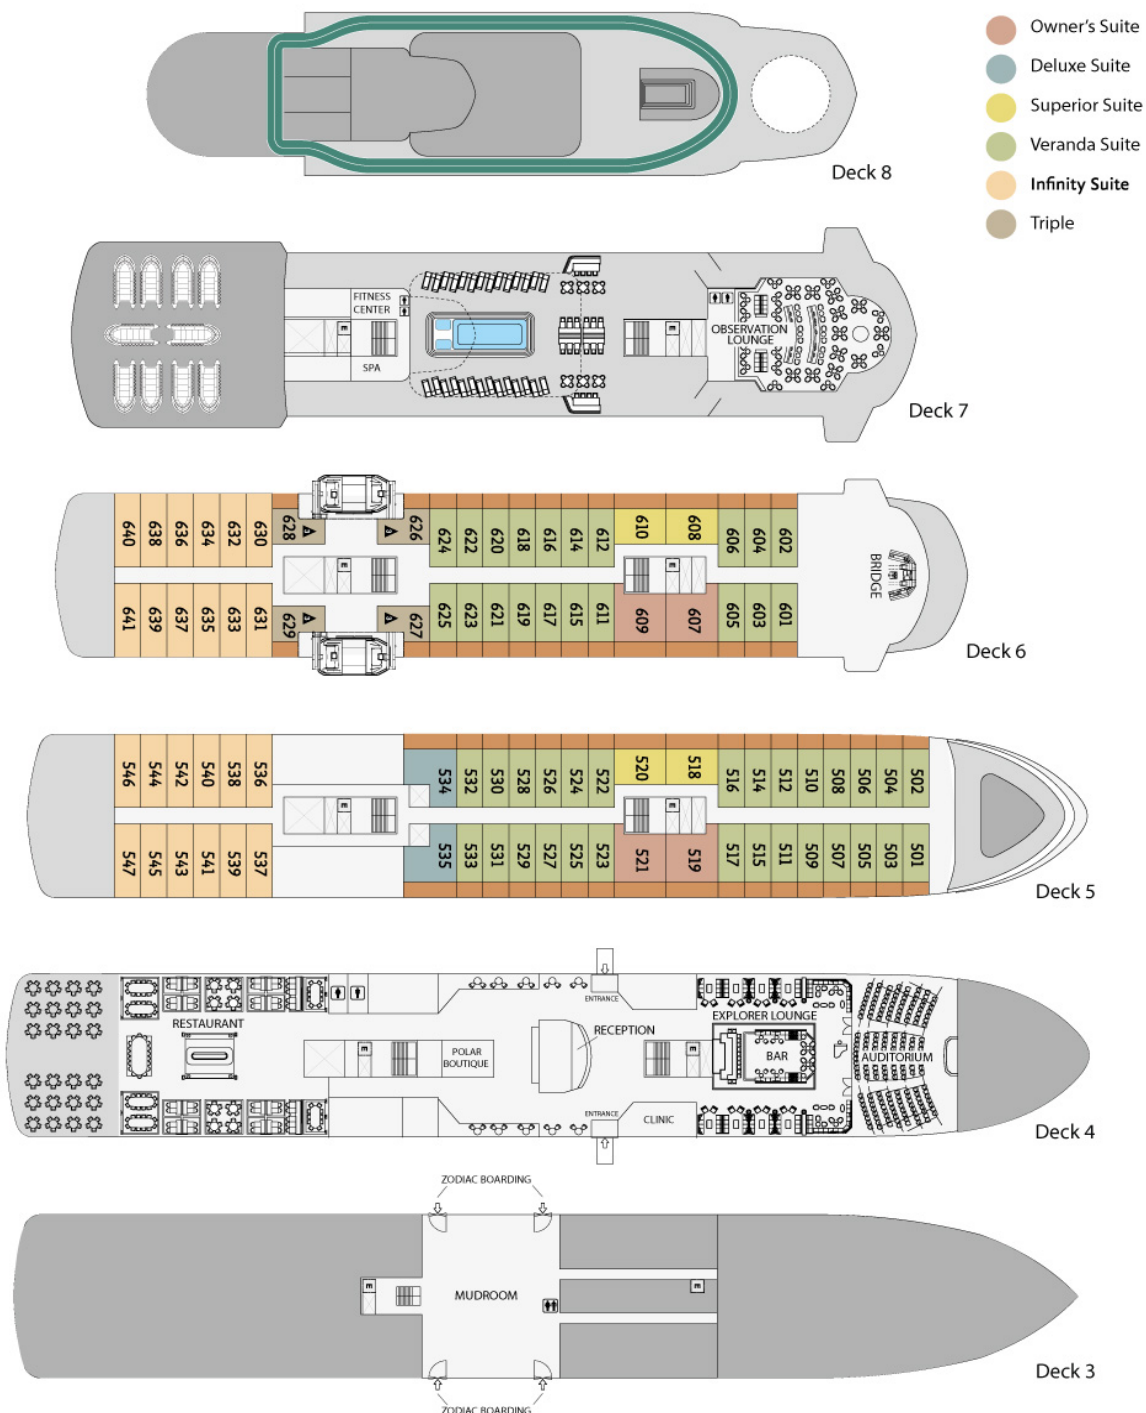 Owner's Suite
Deluxe Suite
Superior Suite
Veranda Suite
Infinity Suite
Triple
Deck 8
FITNESS
CENTER
E
SPA
E
OBSERVATION
LOUNGE
Deck 7
640 638 636 634 632 630 628 626 624 622 620 618 616 614 612 610 608 606 604 602
E E
BRIDGE
641 639 637 635 633 631 629 627 625 623 621 619 617 615 611 609 607 605 603 601
Deck 6
546 544 542 540 538 536 534 532 530 528 526 524 522 520 518 516 514 512 510 508 506 504 502
E E
547 545 543 541 539 537 535 533 531 529 527 525 523 521 519 517 515 511 509 507 505 503 501
Deck 5
ENTRANCE
RESTAURANT
RECEPTION
EXPLORER LOUNGE
E
POLAR
BOUTIQUE
E
BAR
AUDITORIUM
ENTRANCE
CLINIC
Deck 4
ZODIAC BOARDING
E
MUDROOM
E
Deck 3
ZODIAC BOARDING